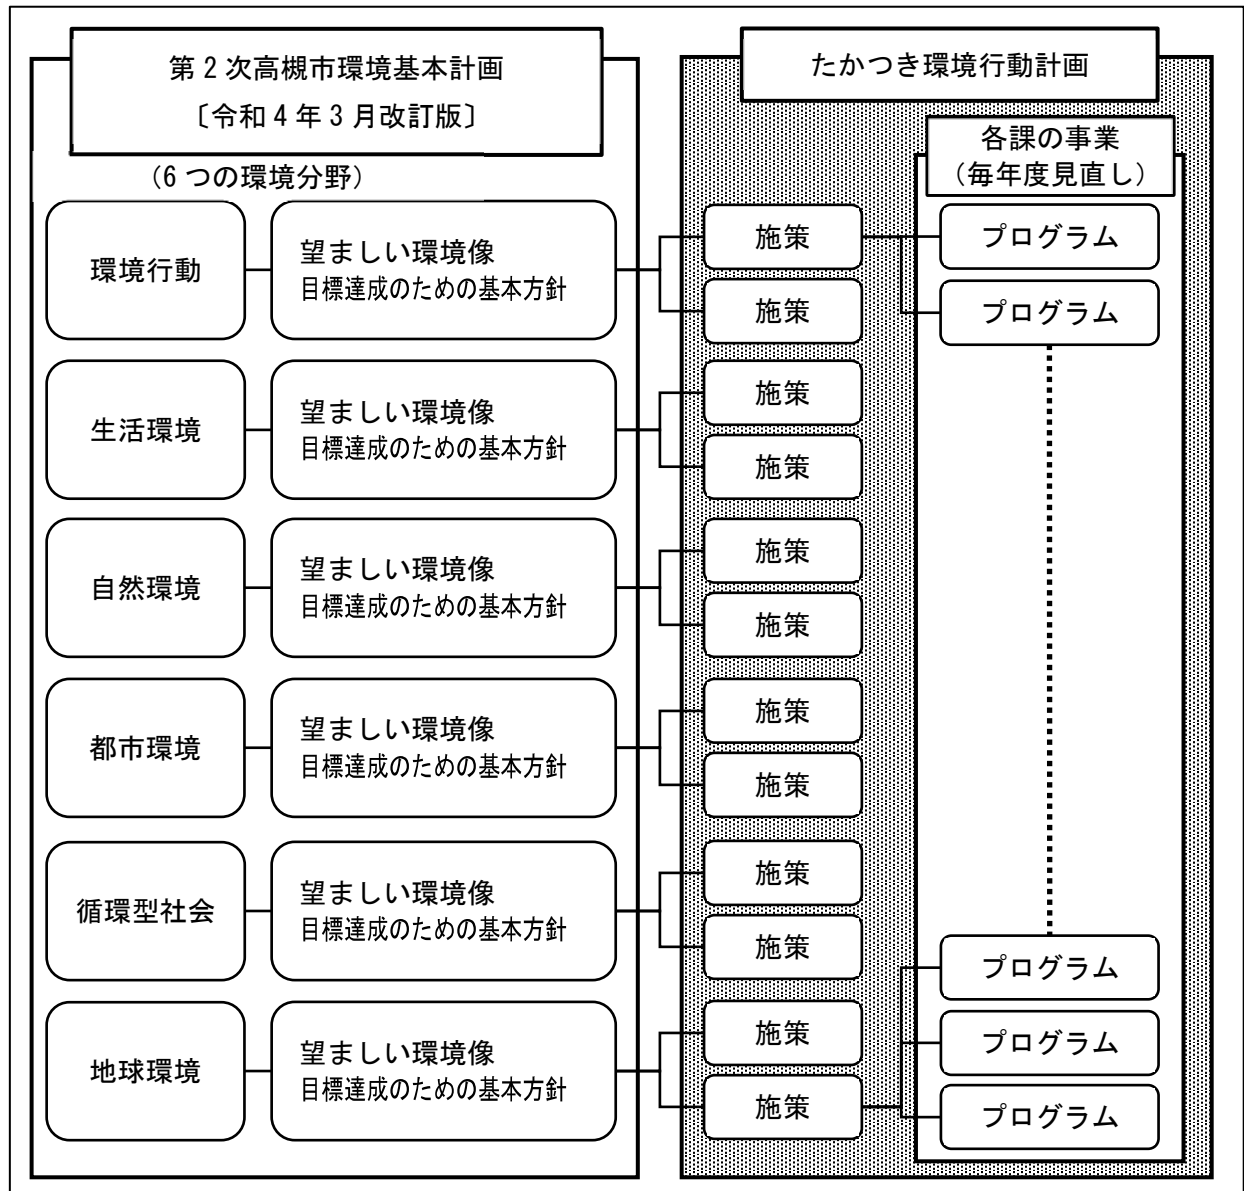 第2次高槻市環境基本計画
〔令和4年3月改訂版〕
(6つの環境分野)
たかつき環境行動計画
各課の事業
(毎年度見直し)
環境行動
望ましい環境像
目標達成のための基本方針
施策
施策
プログラム
プログラム
生活環境
望ましい環境像
目標達成のための基本方針
施策
施策
自然環境
望ましい環境像
目標達成のための基本方針
施策
施策
都市環境
望ましい環境像
目標達成のための基本方針
施策
施策
循環型社会
望ましい環境像
目標達成のための基本方針
施策
施策
地球環境
望ましい環境像
目標達成のための基本方針
施策
施策
プログラム
プログラム
プログラム